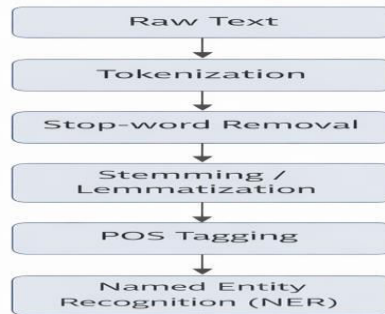 Raw Text
Tokenization
Stop-word Removal
Stemming /
Lemmatization
POS Tagging
Named Entity
Recognition (NER)